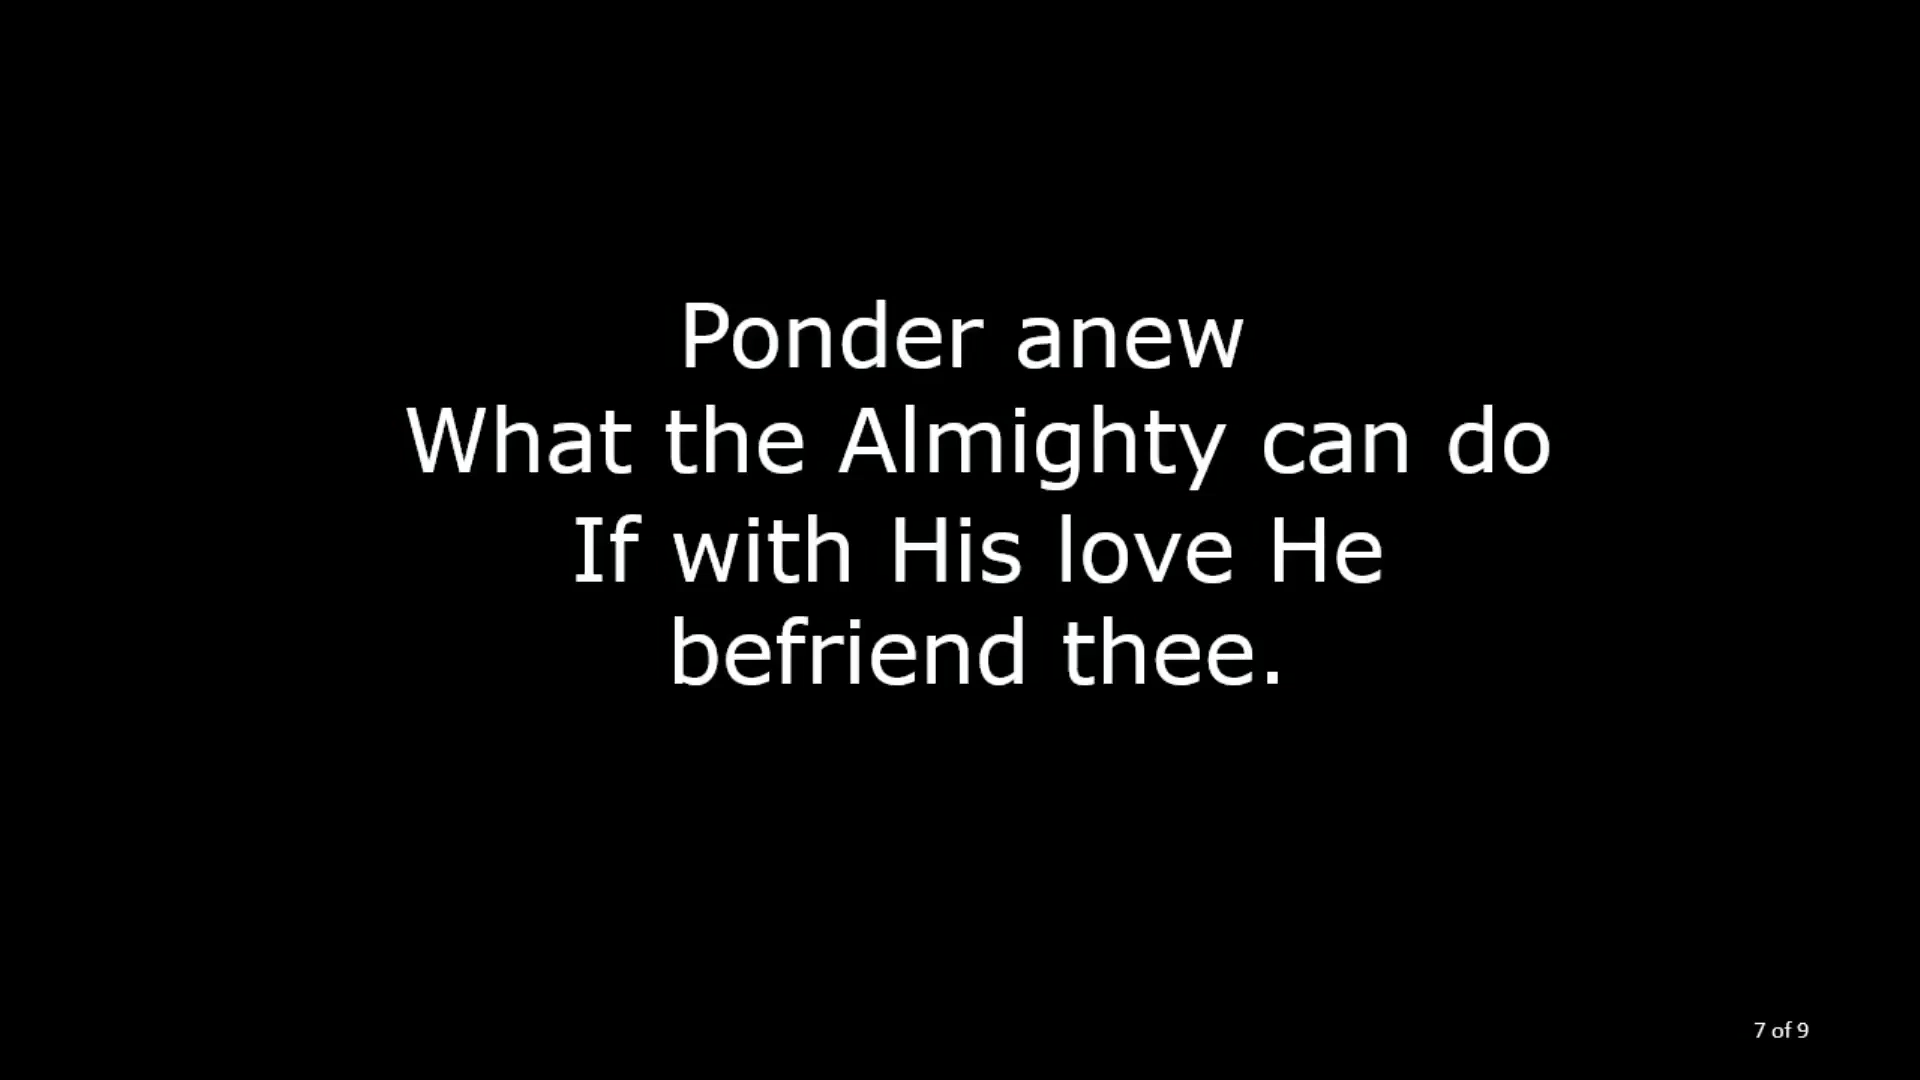 Ponder anew
What the Almighty can do
If with His love He
befriend thee.
7 of 9